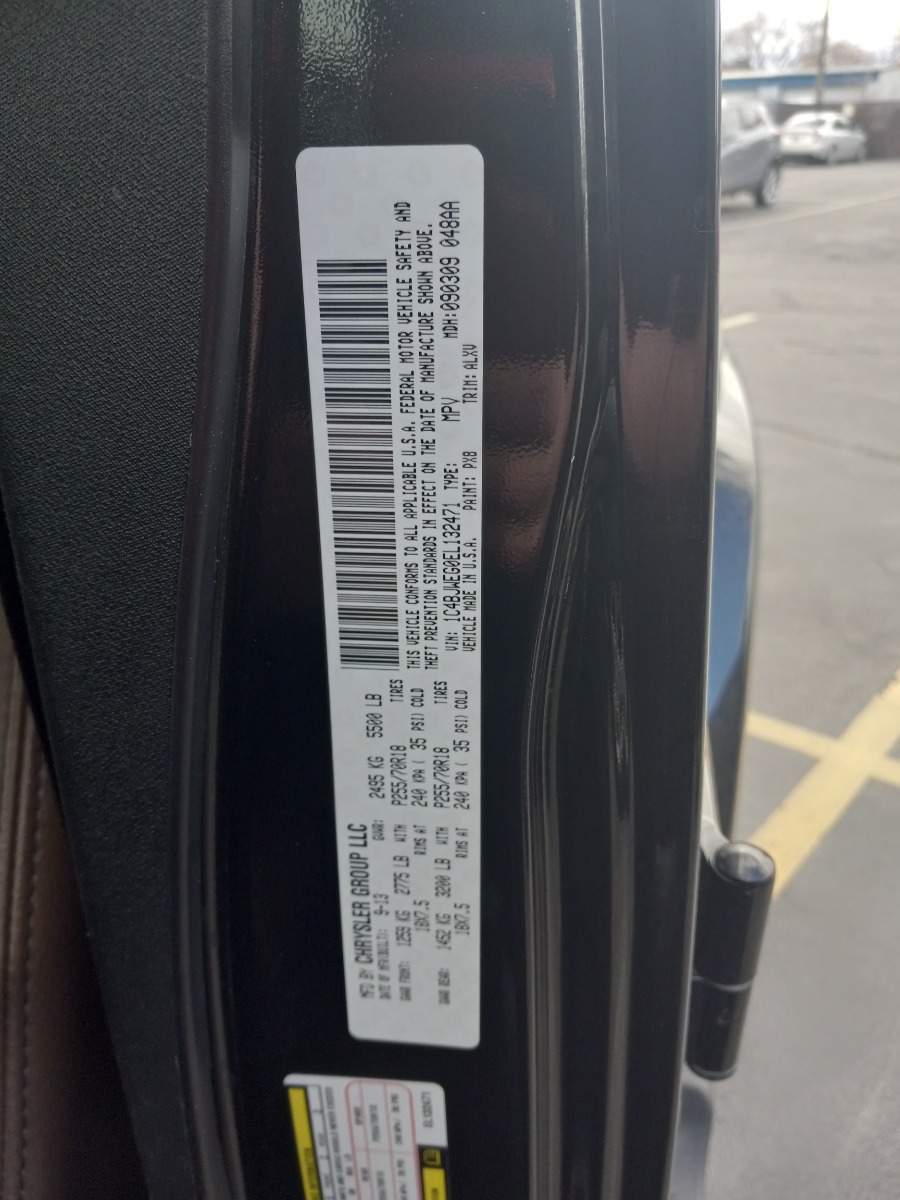 MFD BY CHRYSLER GROUP LLC
DATE OF MFR(BUILT): 9-13 GVWR: 2495 KG 5500 LB
GAWR FRONT: 1259 KG 2775 LB WITH P255/70R18 TIRES
18X7.5 RIMS AT 240 KPA ( 35 PSI) COLD
GAWR REAR: 1452 KG 3200 LB WITH P255/70R18 TIRES
18X7.5 RIMS AT 240 KPA ( 35 PSI) COLD
THIS VEHICLE CONFORMS TO ALL APPLICABLE U.S.A. FEDERAL MOTOR VEHICLE SAFETY AND
THEFT PREVENTION STANDARDS IN EFFECT ON THE DATE OF MANUFACTURE SHOWN ABOVE.
VIN: 1C4BJWEG0EL132471 TYPE: MPV MDH:090309 048AA
VEHICLE MADE IN U.S.A. PAINT: PX8 TRIM: ALXV
EL132471